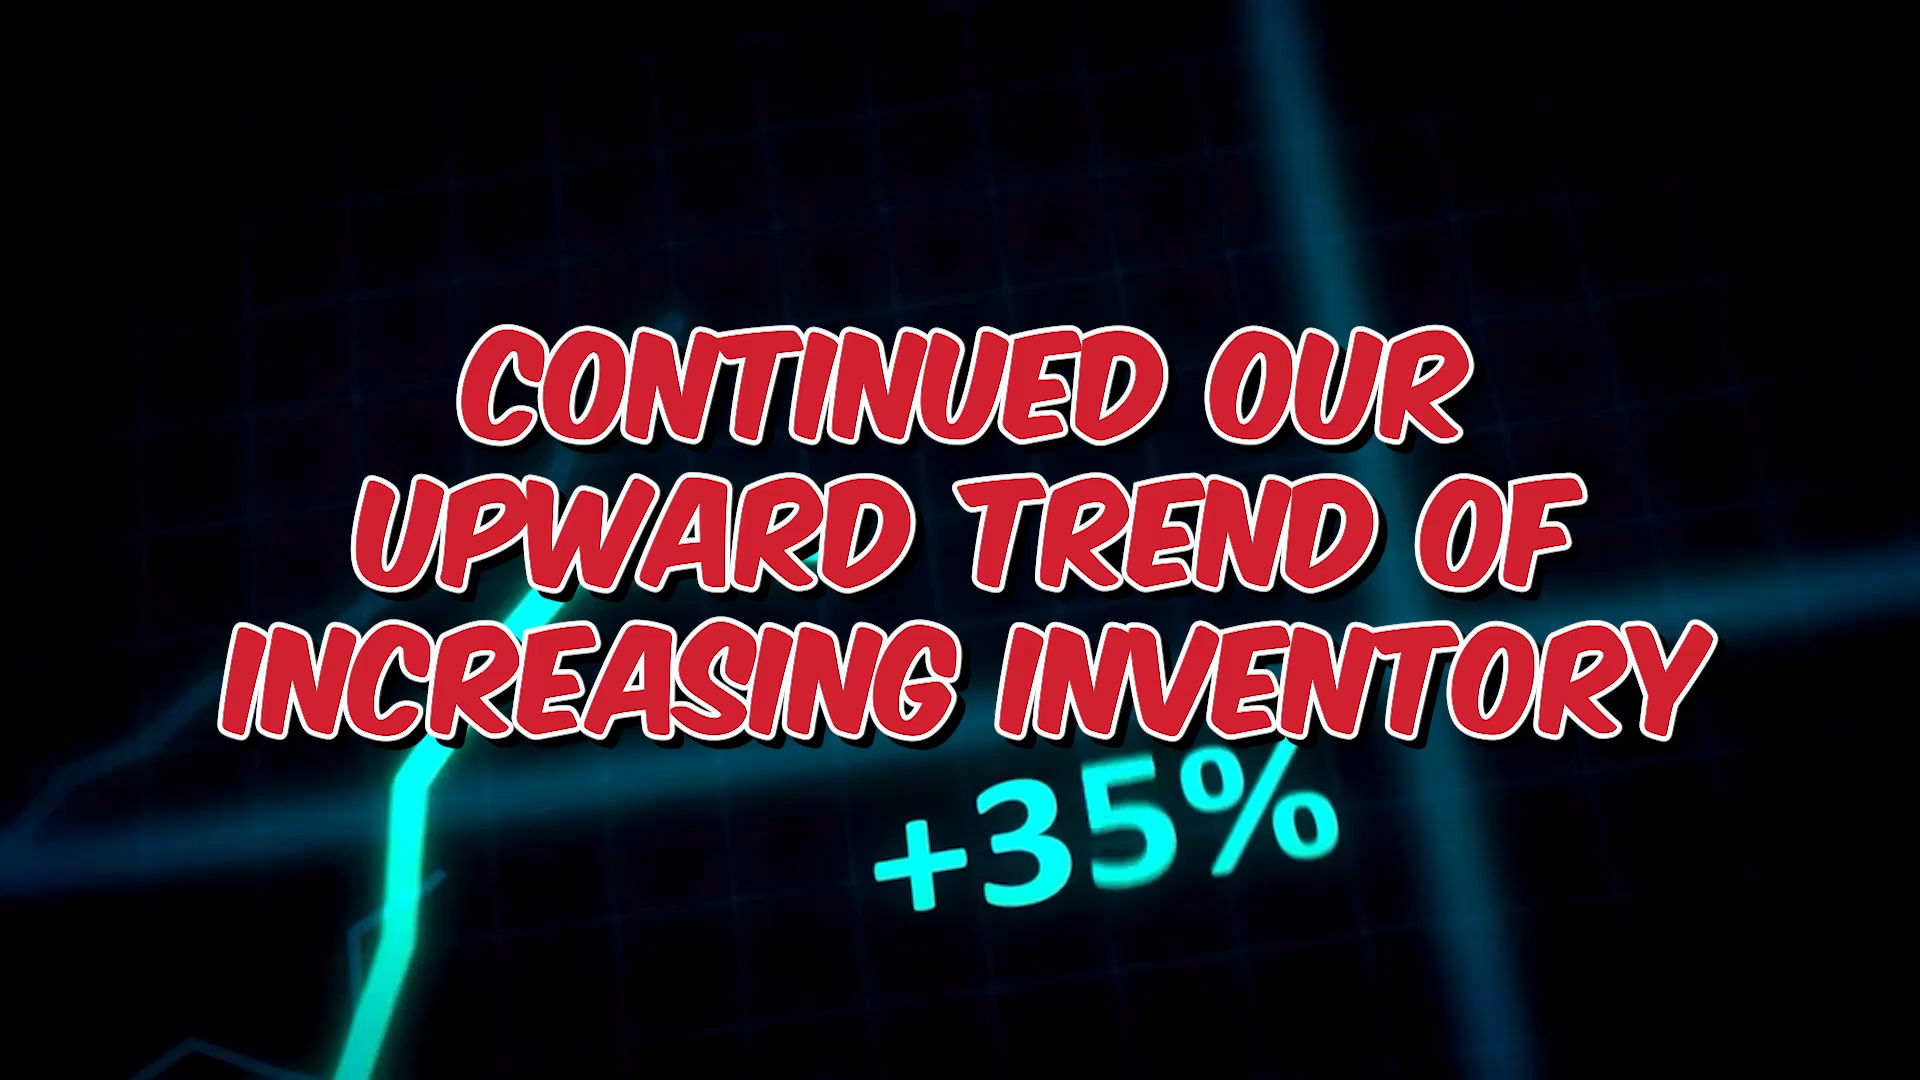 CONTINUED OUR
UPWARD TREND OF
INCREASING INVENTORY
+35%